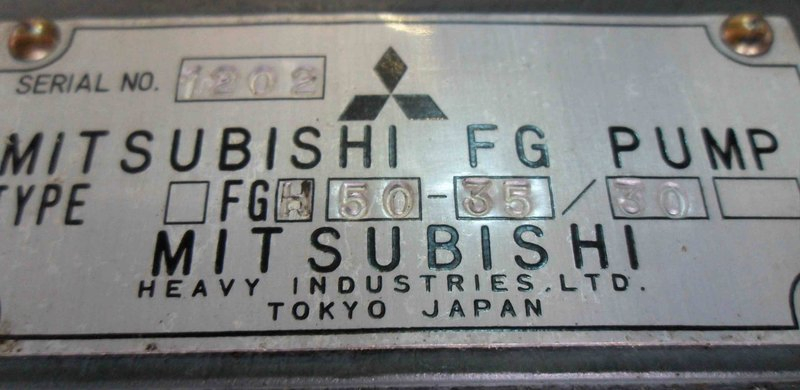 SERIAL NO. 1202
MITSUBISHI FG PUMP
TYPE FGH 50-35/30
MITSUBISHI
HEAVY INDUSTRIES, LTD.
TOKYO JAPAN